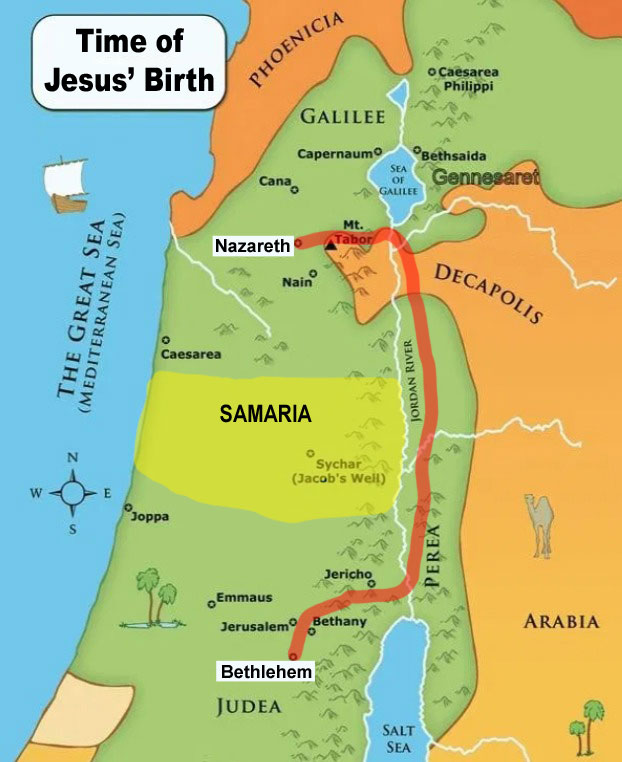 Time of
Jesus’ Birth
PHOENICIA
Caesarea
Philippi
GALILEE
Capernaum
Bethsaida
SEA
OF
GALILEE
Gennesaret
Cana
Mt.
Tabor
Nazareth
Nain
DECAPOLIS
THE GREAT SEA
(MEDITERRANEAN SEA)
Caesarea
JORDAN RIVER
SAMARIA
Sychar
(Jacob's Well)
N
W
E
S
Joppa
PEREA
Jericho
Emmaus
Jerusalem
Bethany
ARABIA
Bethlehem
JUDEA
SALT
SEA